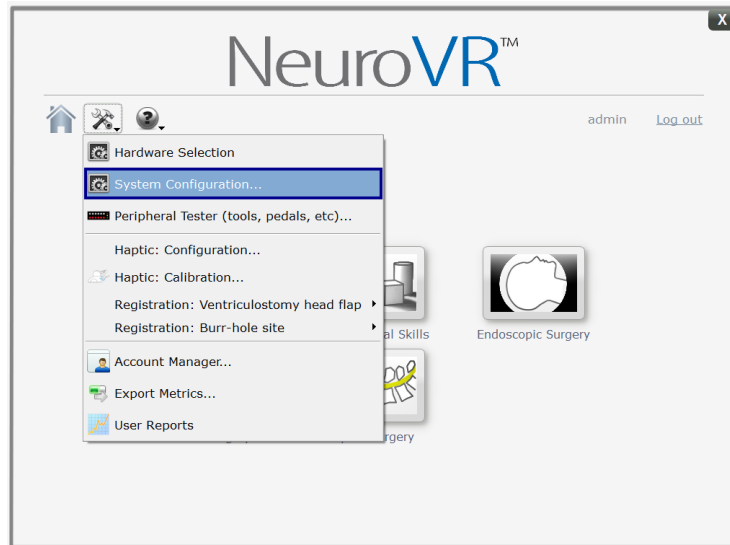 X
NeuroVR™
admin Log out
Hardware Selection
System Configuration...
Peripheral Tester (tools, pedals, etc)...
Haptic: Configuration...
Haptic: Calibration...
Registration: Ventriculostomy head flap
Registration: Burr-hole site
al Skills
Endoscopic Surgery
Account Manager...
Export Metrics...
User Reports
rgery